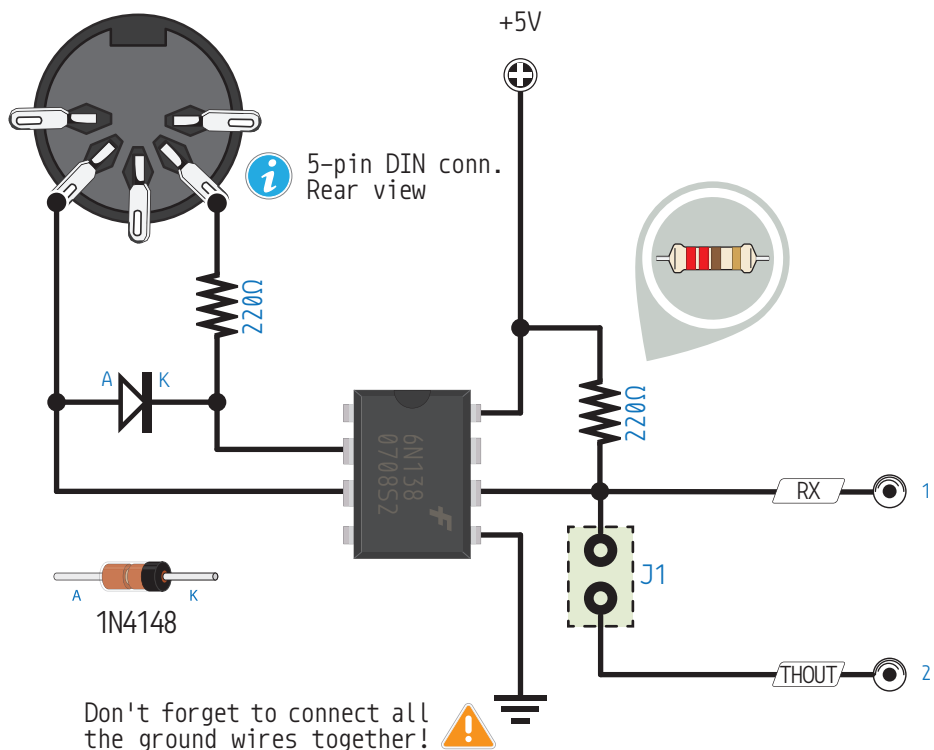 +5V
5-pin DIN conn.
Rear view
220Ω
220Ω
A
K
6N138
0708S2
RX
1
J1
A
K
1N4148
THOUT
2
Don't forget to connect all
the ground wires together!